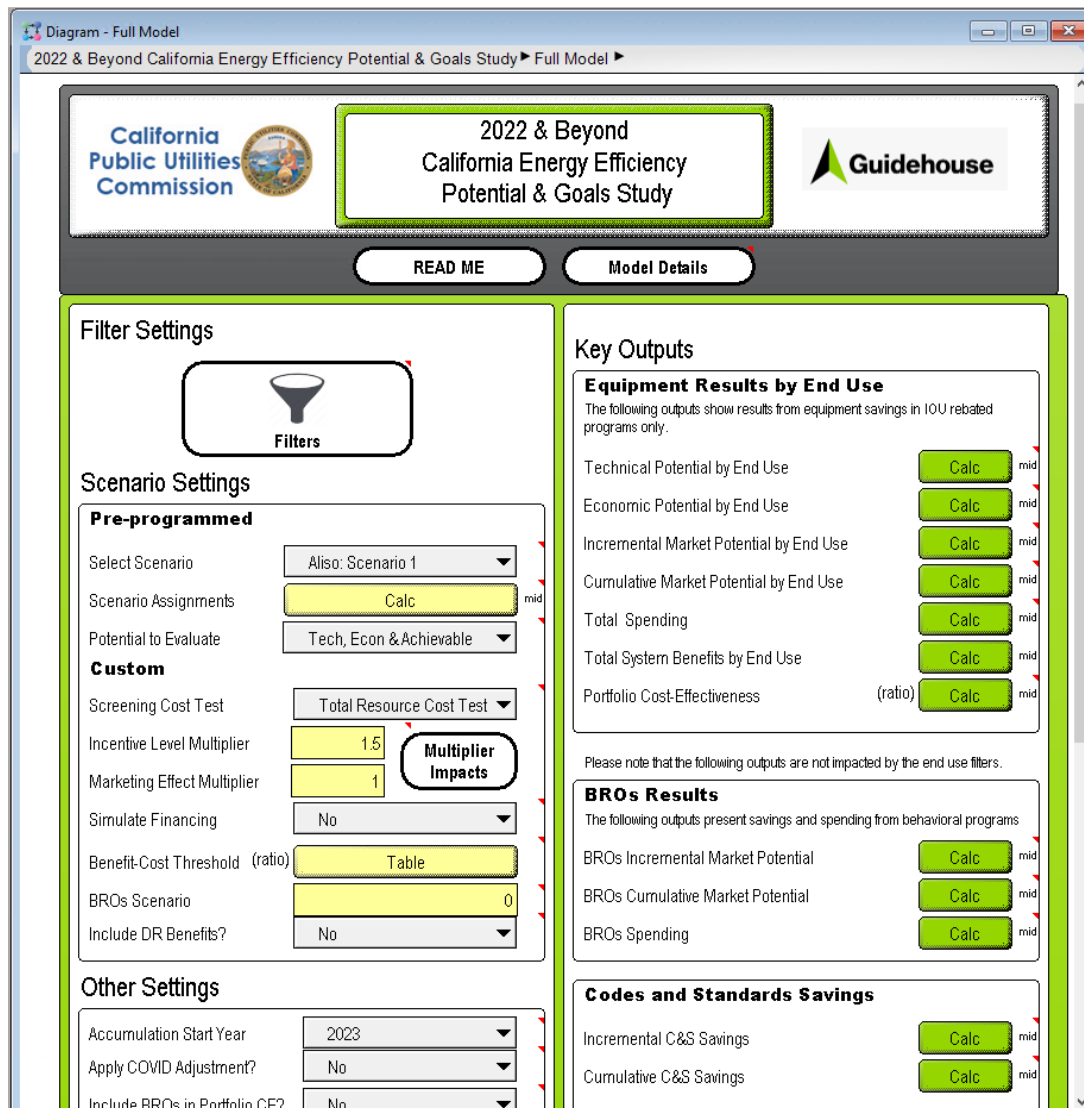 Diagram - Full Model
2022 & Beyond California Energy Efficiency Potential & Goals Study ▸ Full Model ▸
California
Public Utilities
Commission
2022 & Beyond
California Energy Efficiency
Potential & Goals Study
Guidehouse
READ ME
Model Details
Filter Settings
Filters
Scenario Settings
Pre-programmed
Select Scenario Aliso: Scenario 1
Scenario Assignments Calc mid
Potential to Evaluate Tech, Econ & Achievable
Custom
Screening Cost Test Total Resource Cost Test
Incentive Level Multiplier 1.5
Multiplier
Impacts
Marketing Effect Multiplier 1
Simulate Financing No
Benefit-Cost Threshold (ratio) Table
BROs Scenario 0
Include DR Benefits? No
Other Settings
Accumulation Start Year 2023
Apply COVID Adjustment? No
Include BROs in Portfolio CE? No
Key Outputs
Equipment Results by End Use
The following outputs show results from equipment savings in IOU rebated
programs only.
Technical Potential by End Use Calc mid
Economic Potential by End Use Calc mid
Incremental Market Potential by End Use Calc mid
Cumulative Market Potential by End Use Calc mid
Total Spending Calc mid
Total System Benefits by End Use Calc mid
Portfolio Cost-Effectiveness (ratio) Calc mid
Please note that the following outputs are not impacted by the end use filters.
BROs Results
The following outputs present savings and spending from behavioral programs
BROs Incremental Market Potential Calc mid
BROs Cumulative Market Potential Calc mid
BROs Spending Calc mid
Codes and Standards Savings
Incremental C&S Savings Calc mid
Cumulative C&S Savings Calc mid